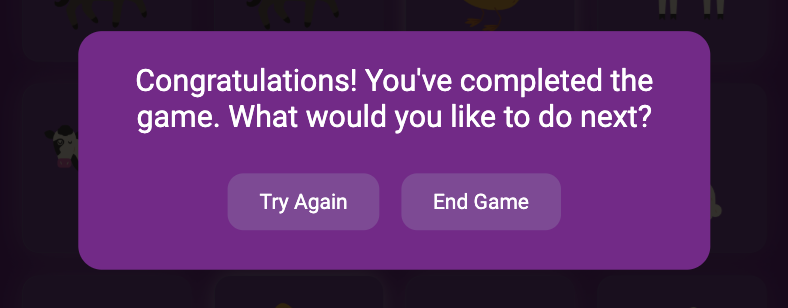 Congratulations! You've completed the
game. What would you like to do next?
Try Again
End Game